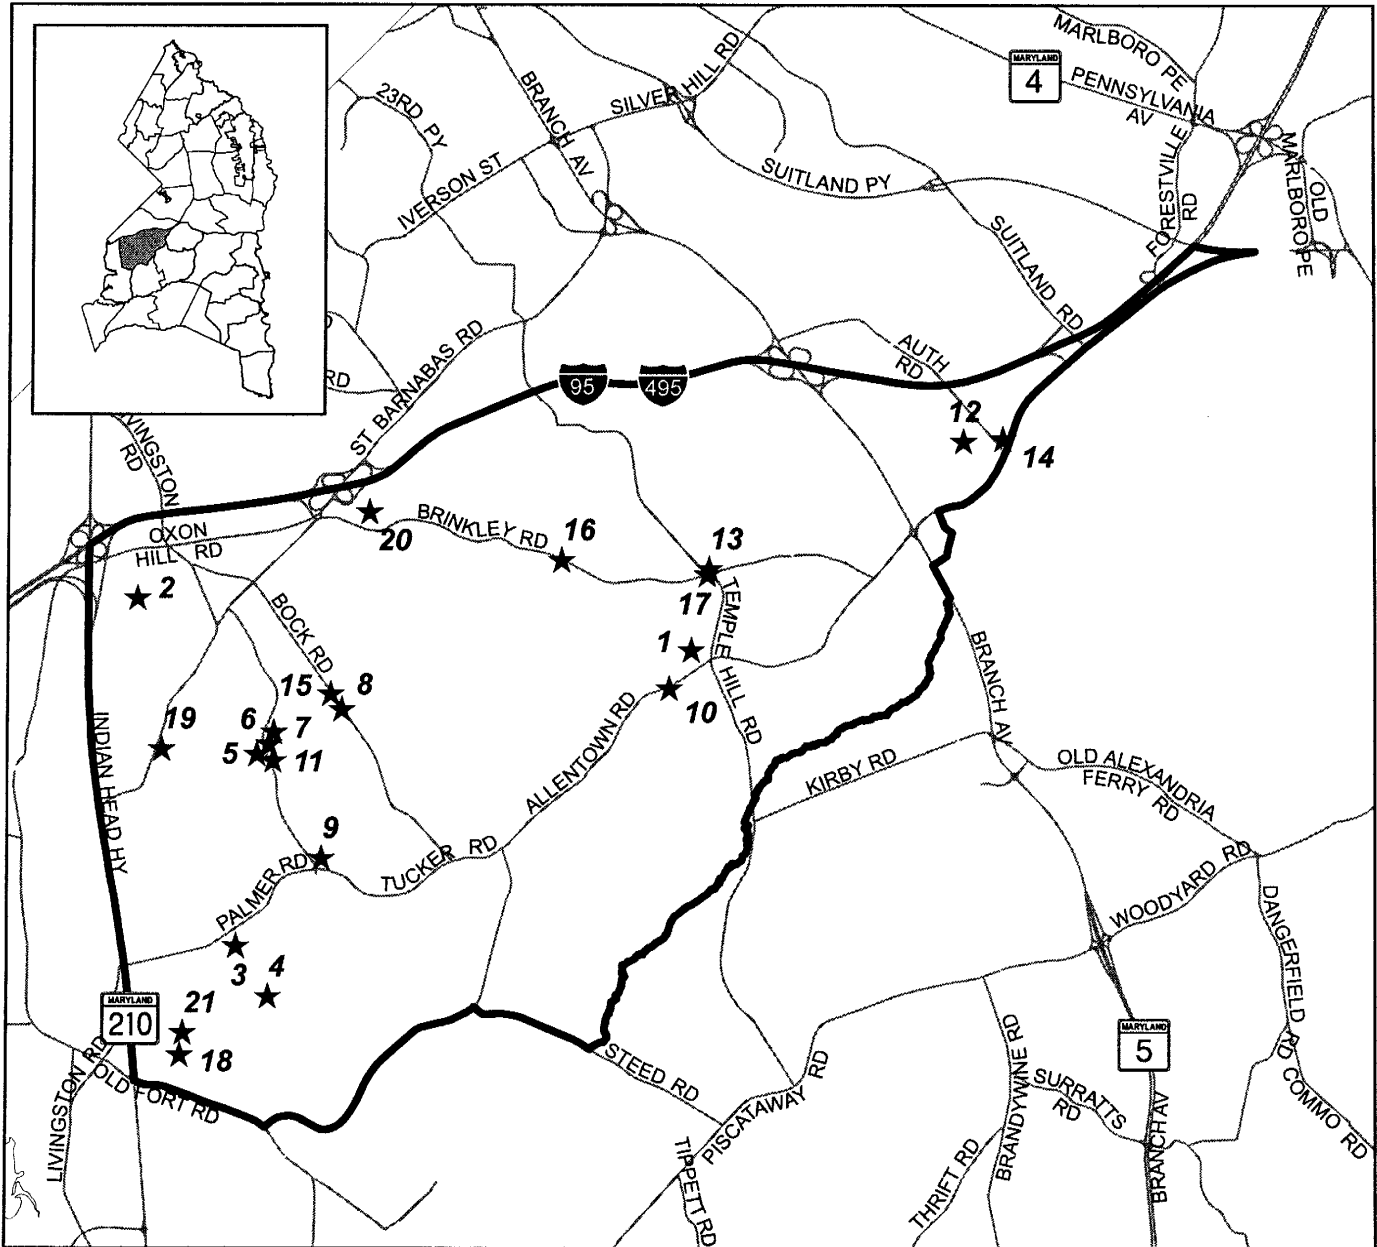 MARLBORO PE
MARYLAND
4
PENNSYLVANIA
AV
SILVER HILL RD
BRANCH AV
23RD PY
IVERSON ST
SUITLAND PY
FORESTVILLE
RD
OLD
MARLBORO PE
SUITLAND RD
AUTH
RD
ST BARNABAS RD
RD
95
495
12
14
VINGSTON
RD
OXON
HILL RD
BRINKLEY RD
20
16
13
17
2
BOCK RD
TEMPLE HILL RD
1
10
15
8
19
6
7
5
11
INDIAN HEAD HY
ALLENTOWN RD
BRANCH AV
KIRBY RD
OLD ALEXANDRIA
FERRY RD
9
PALMER RD
TUCKER RD
WOODYARD RD
DANGERFIELD RD
3
4
MARYLAND
210
21
18
LIVINGSTON RD
OLD FORT RD
STEED RD
PISCATAWAY RD
TIPPETT RD
BRANDYWINE RD
THRIFT RD
SURRATTS
RD
MARYLAND
5
BRANCH AV
COMMO RD